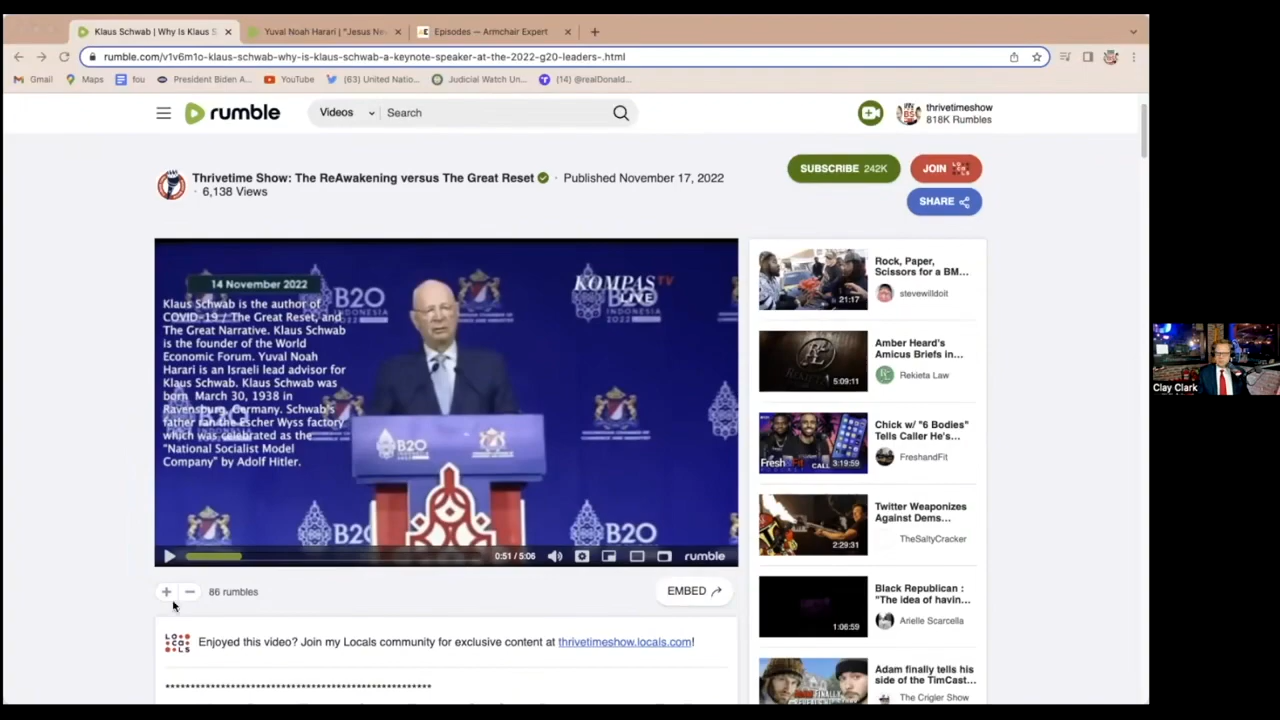 Klaus Schwab | Why Is Klaus S
Yuval Noah Harari | "Jesus Ne
Episodes — Armchair Expert
rumble.com/v1v6m1o-klaus-schwab-why-is-klaus-schwab-a-keynote-speaker-at-the-2022-g20-leaders-.html
Gmail
Maps
fou
President Biden A...
YouTube
(63) United Natio...
Judicial Watch Un...
(14) @realDonald...
rumble
Videos
Search
thrivetimeshow
818K Rumbles
Thrivetime Show: The ReAwakening versus The Great Reset · Published November 17, 2022
· 6,138 Views
SUBSCRIBE 242K
JOIN
SHARE
14 November 2022
Klaus Schwab is the author of
COVID-19 / The Great Reset, and
The Great Narrative. Klaus Schwab
is the founder of the World
Economic Forum. Yuval Noah
Harari is an Israeli lead advisor for
Klaus Schwab. Klaus Schwab was
born March 30, 1938 in
Ravensburg, Germany. Schwab's
father ran the Escher Wyss factory
which was celebrated as the
"National Socialist Model
Company" by Adolf Hitler.
KOMPAS TV
LIVE
B20
INDONESIA
2022
B20
B20
B20
0:51 / 5:06
rumble
86 rumbles
EMBED
LOCALS
Enjoyed this video? Join my Locals community for exclusive content at thrivetimeshow.locals.com!
****************************************************
Rock, Paper,
Scissors for a BM...
stevewilldoit
21:17
Amber Heard's
Amicus Briefs in...
Rekieta Law
5:09:11
Chick w/ "6 Bodies"
Tells Caller He's...
FreshandFit
Fresh&Fit
CALL
3:19:59
Twitter Weaponizes
Against Dems...
TheSaltyCracker
2:29:31
Black Republican :
"The idea of havin...
Arielle Scarcella
1:06:59
Adam finally tells his
side of the TimCast...
The Crigler Show
Clay Clark